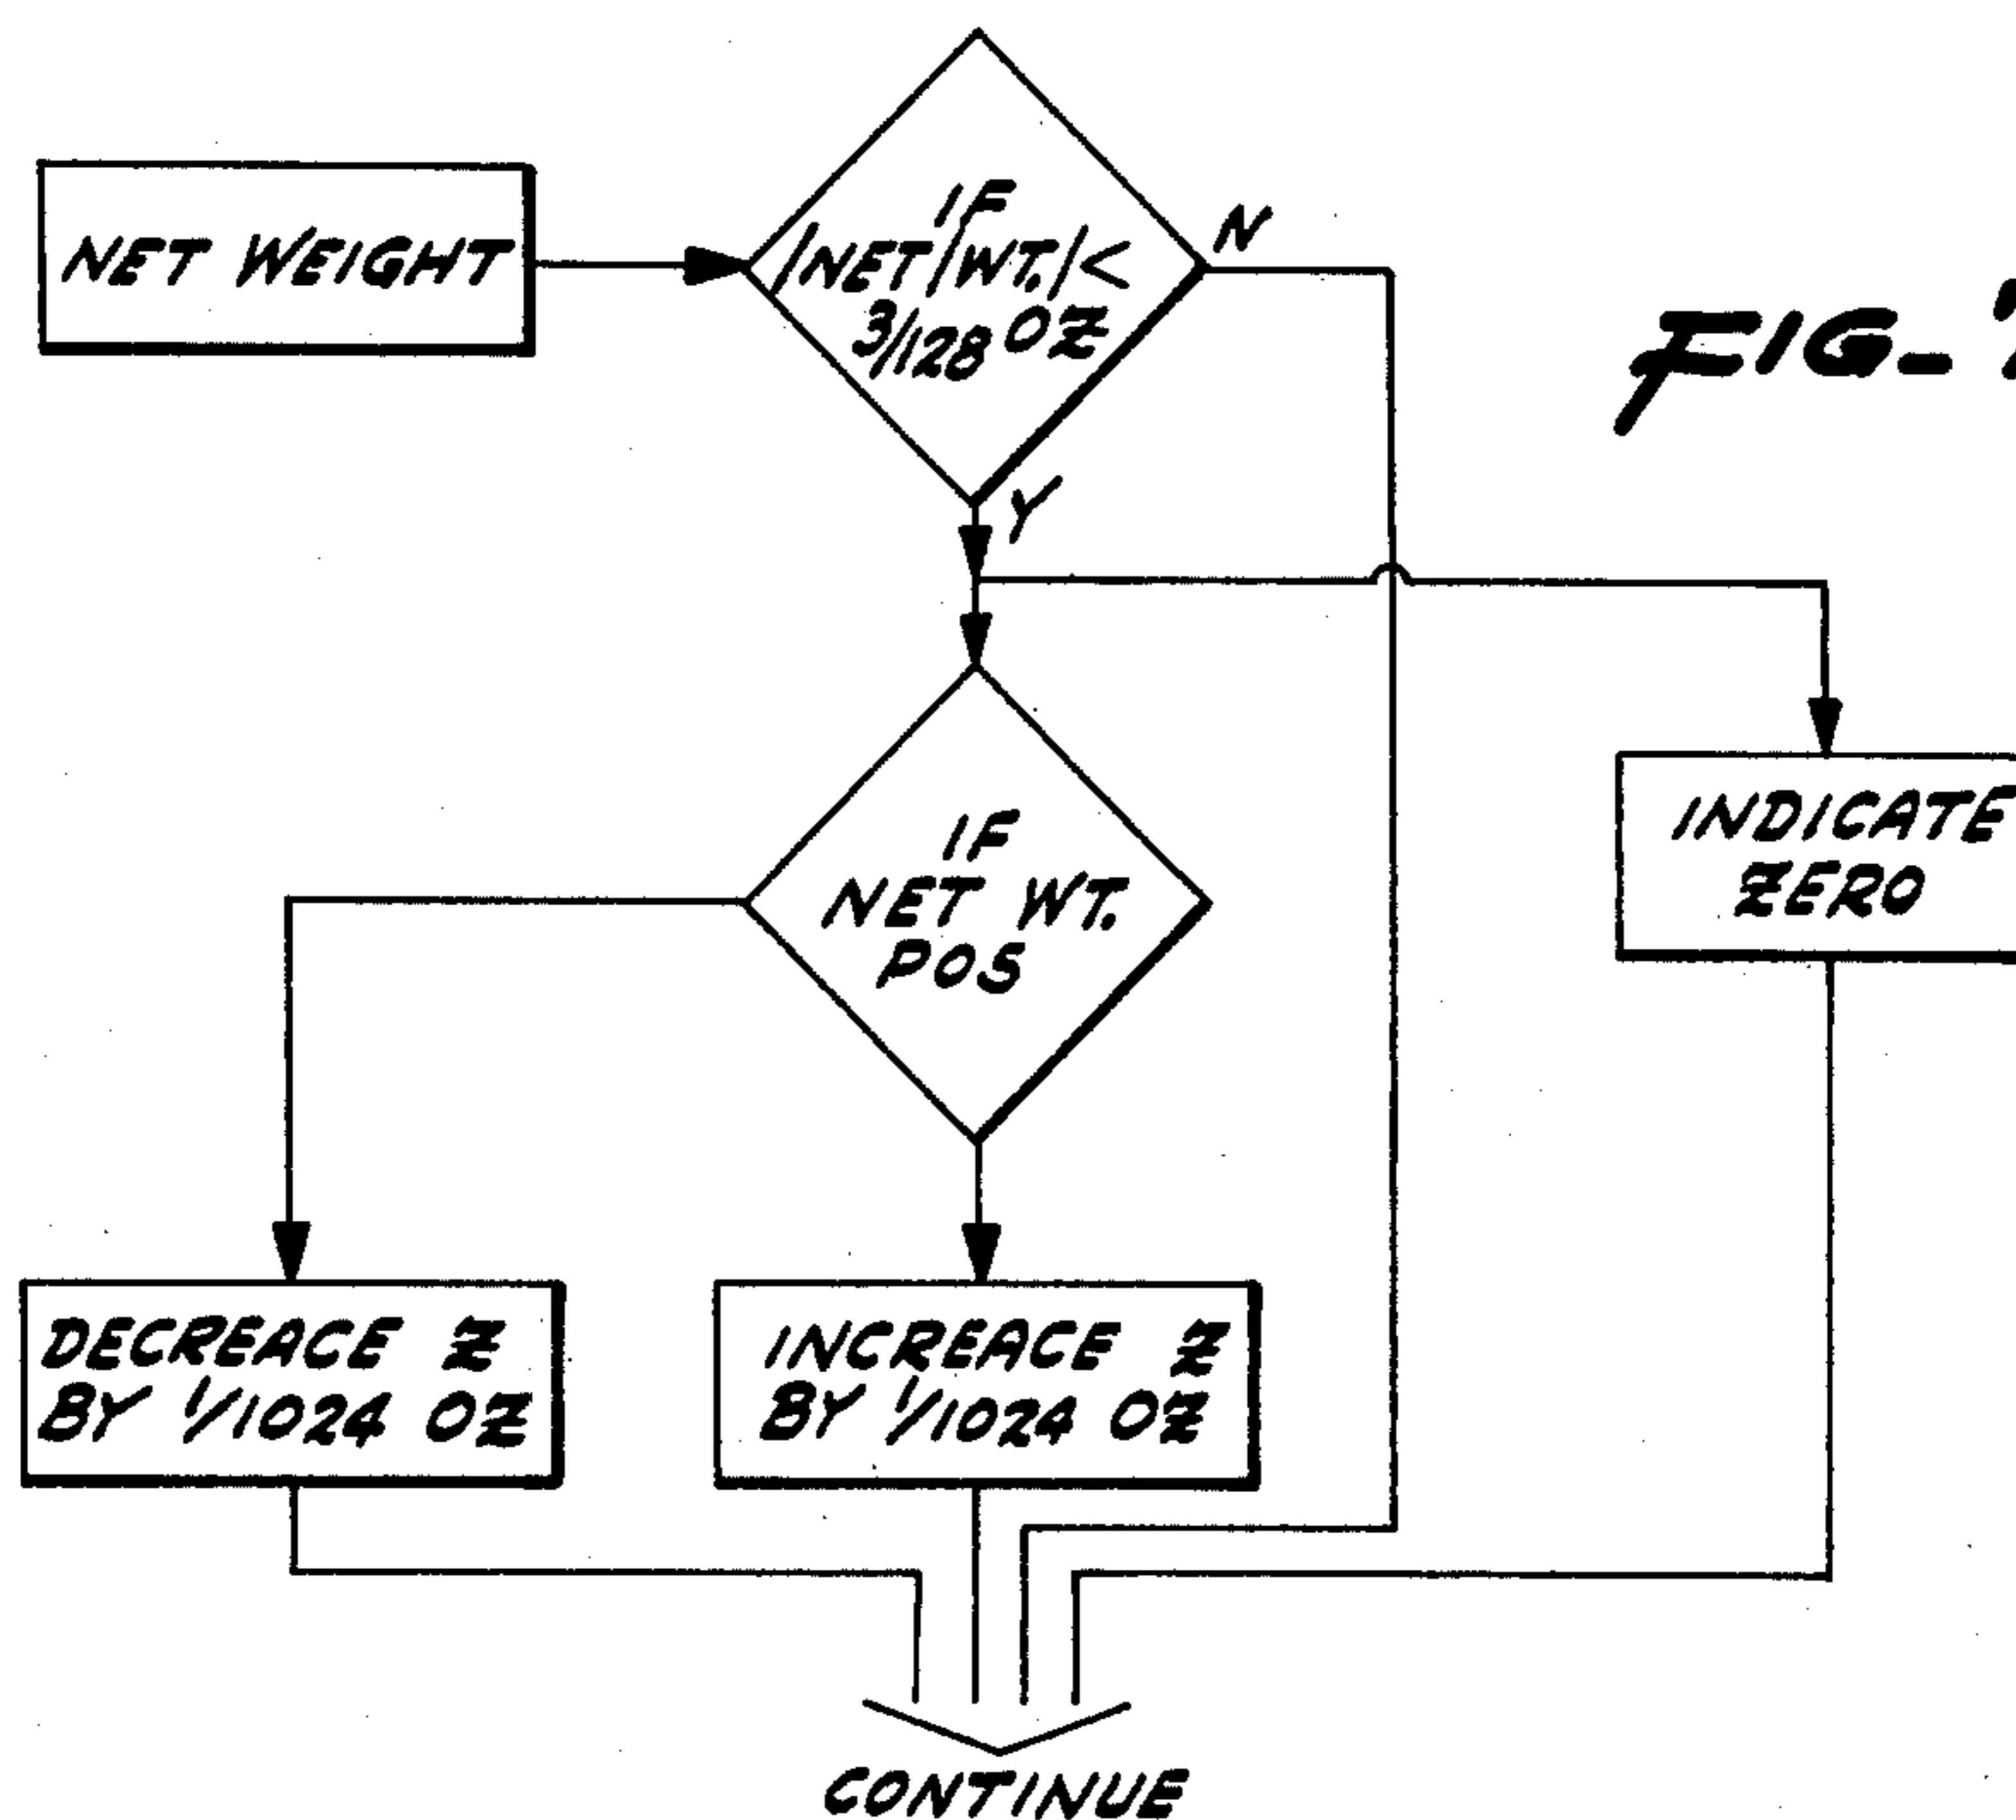 NET WEIGHT
IF
/NET/WT./<
3/128 OZ
N
FIG_
Y
IF
NET WT.
POS
INDICATE
ZERO
DECREACE Z
BY 1/1024 OZ
INCREACE Z
BY 1/1024 OZ
CONTINUE